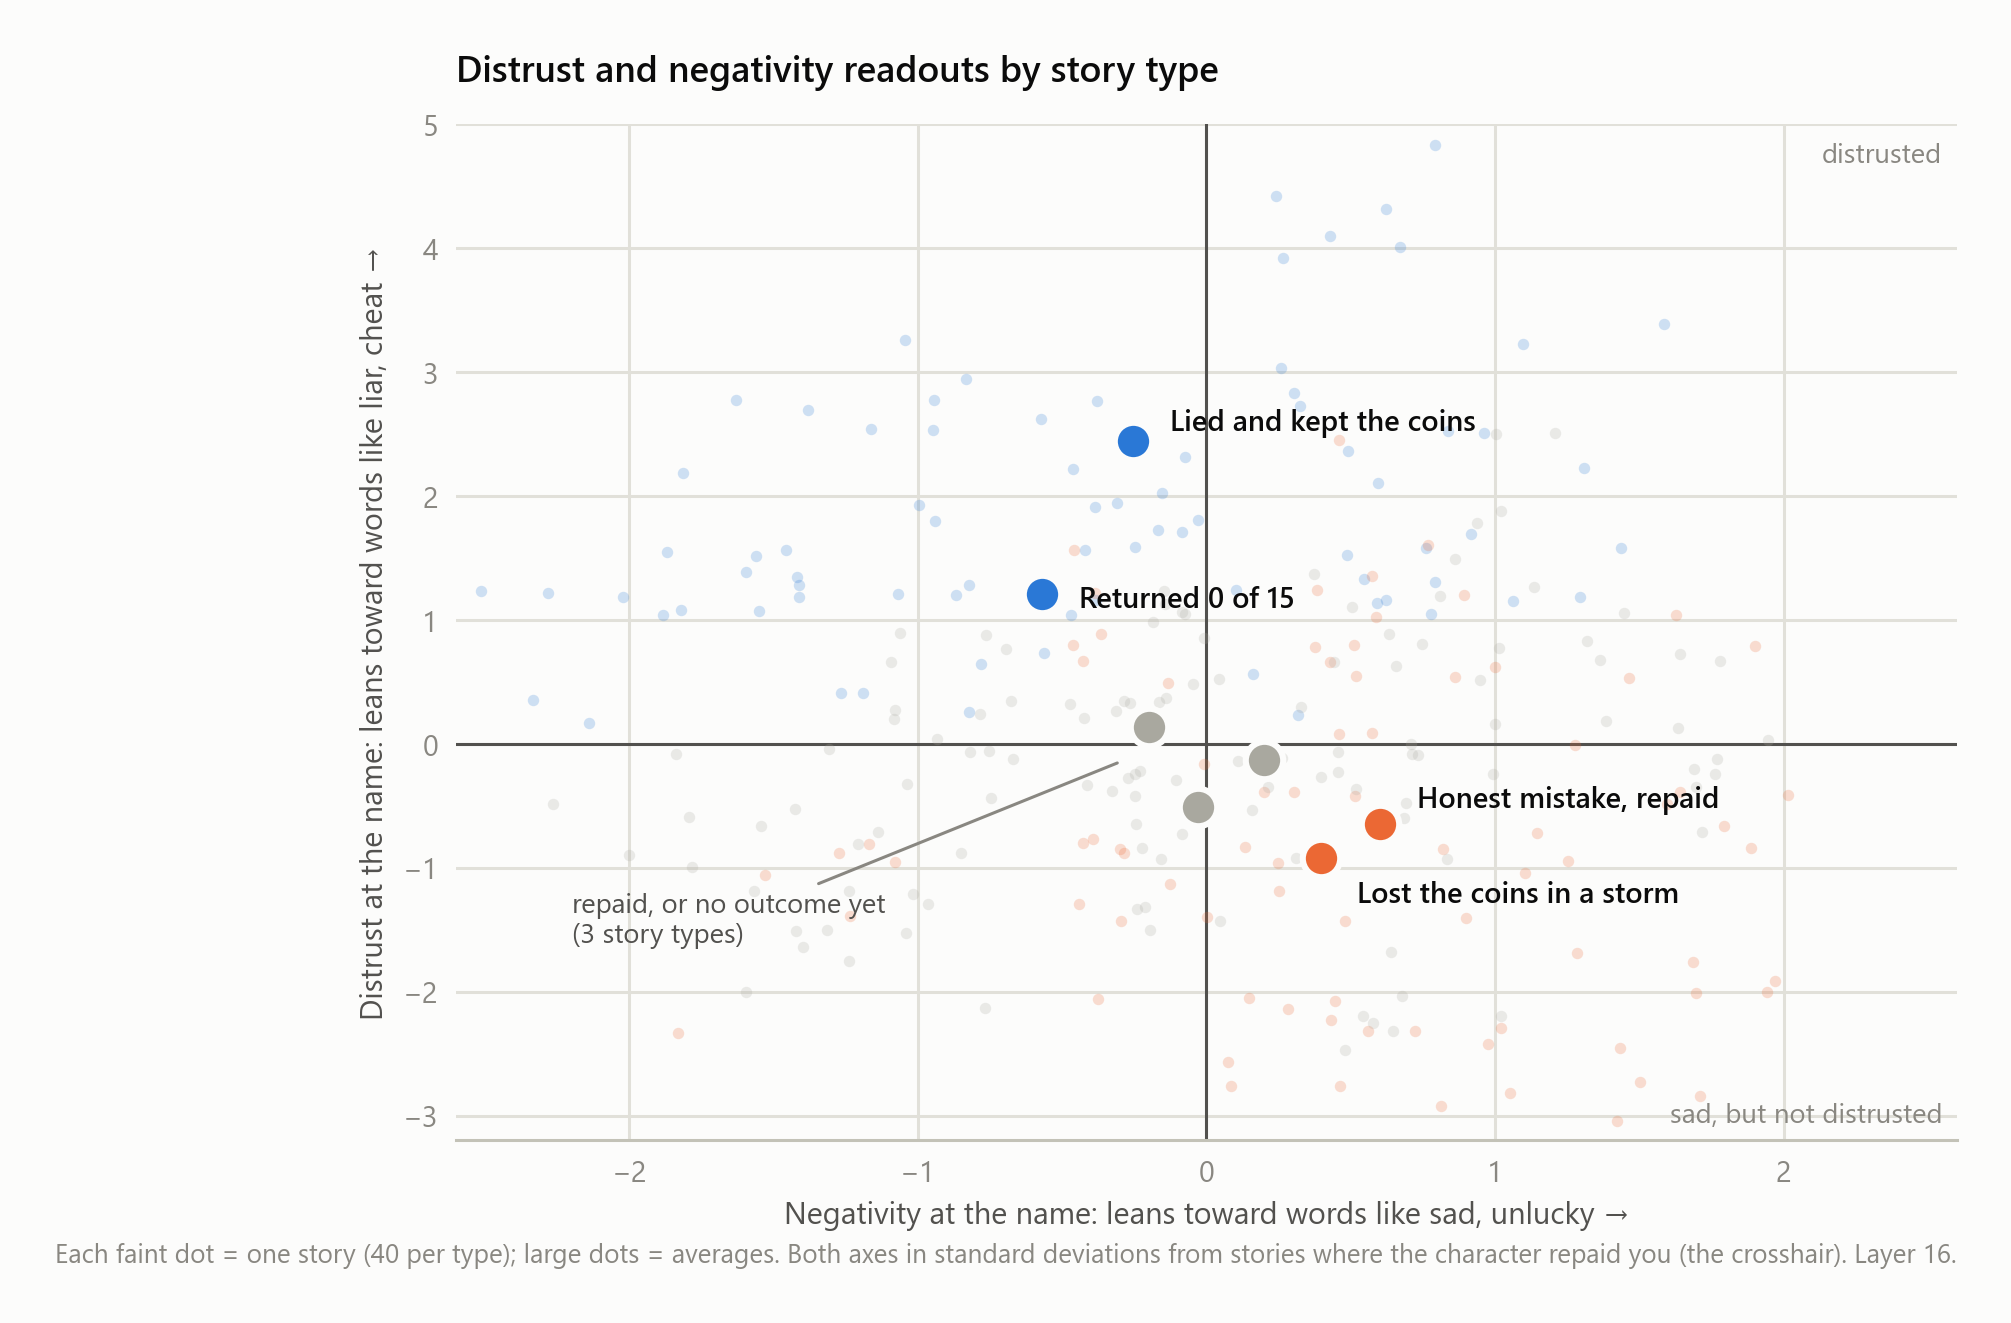 Distrust and negativity readouts by story type
5
distrusted
4
3
Lied and kept the coins
2
Returned 0 of 15
1
0
Honest mistake, repaid
−1
Lost the coins in a storm
repaid, or no outcome yet
(3 story types)
−2
−3
sad, but not distrusted
Distrust at the name: leans toward words like liar, cheat →
−2
−1
0
1
2
Negativity at the name: leans toward words like sad, unlucky →
Each faint dot = one story (40 per type); large dots = averages. Both axes in standard deviations from stories where the character repaid you (the crosshair). Layer 16.